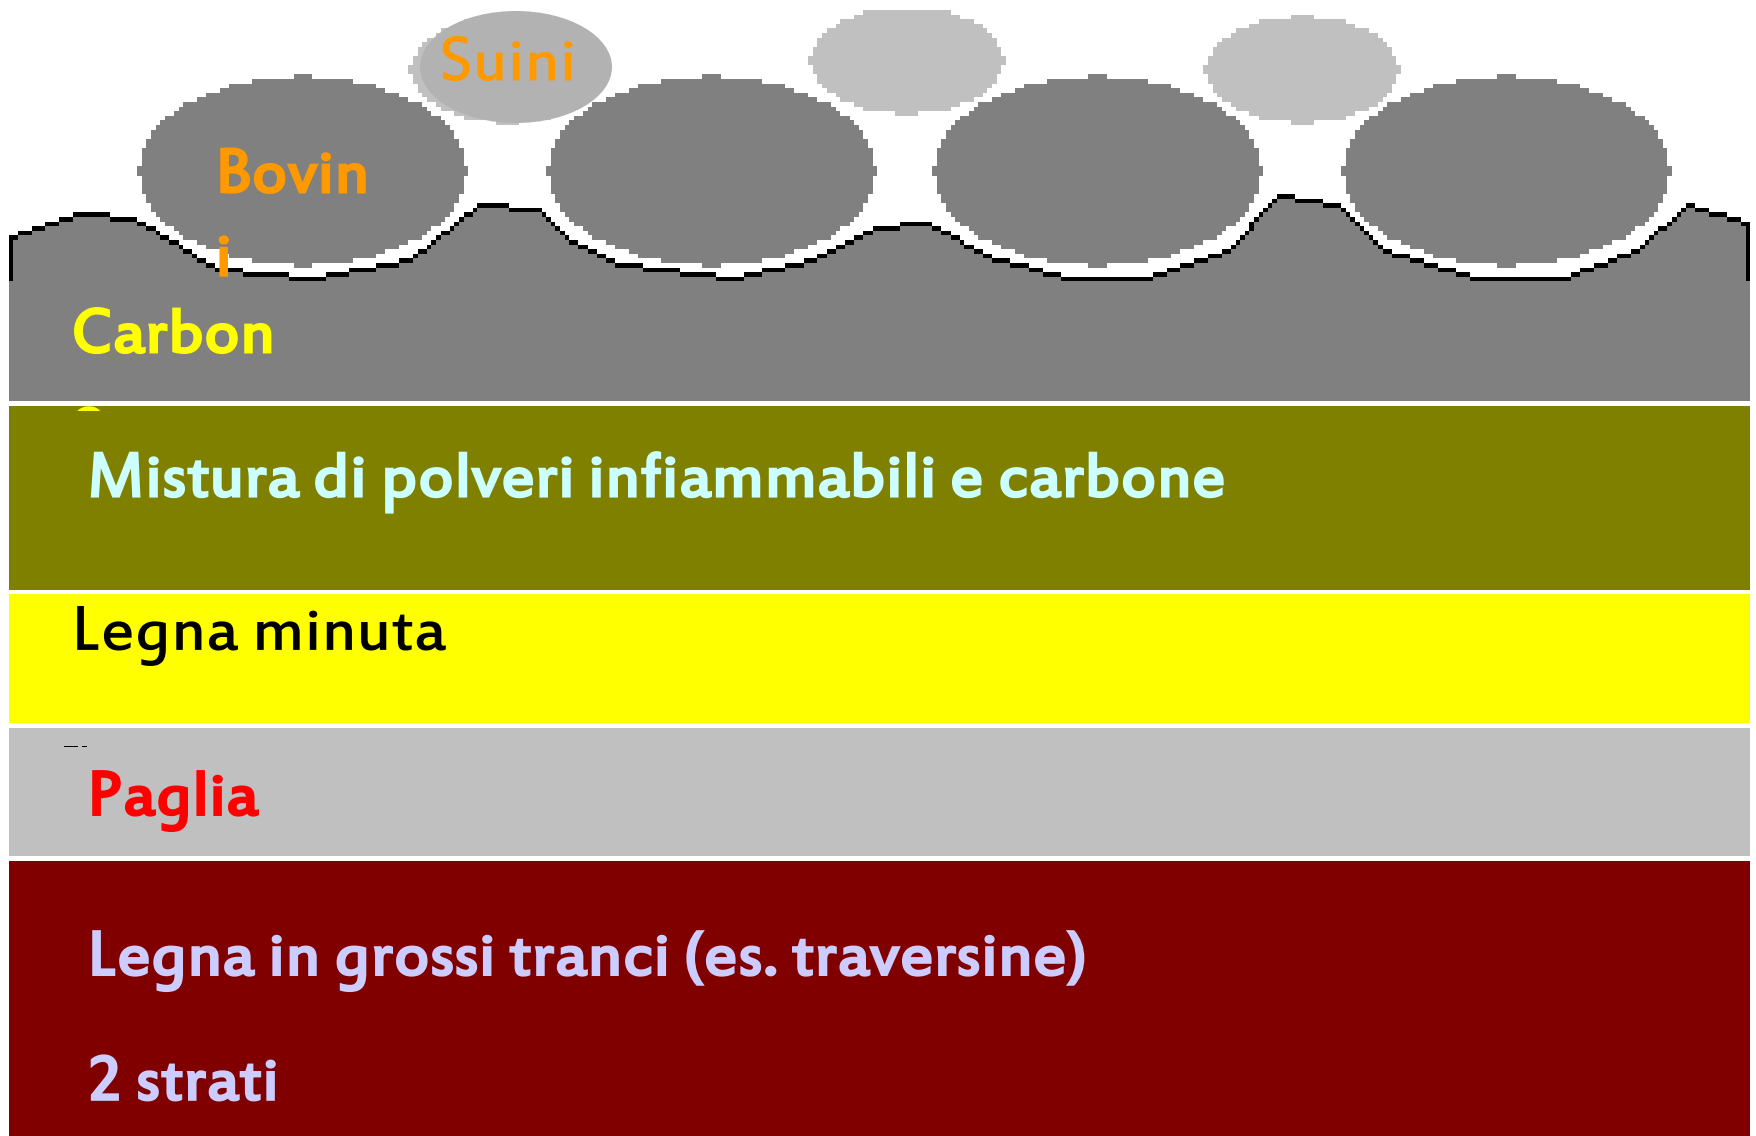 Suini
Bovin
i
Carbon
Mistura di polveri infiammabili e carbone
Legna minuta
Paglia
Legna in grossi tranci (es. traversine)
2 strati